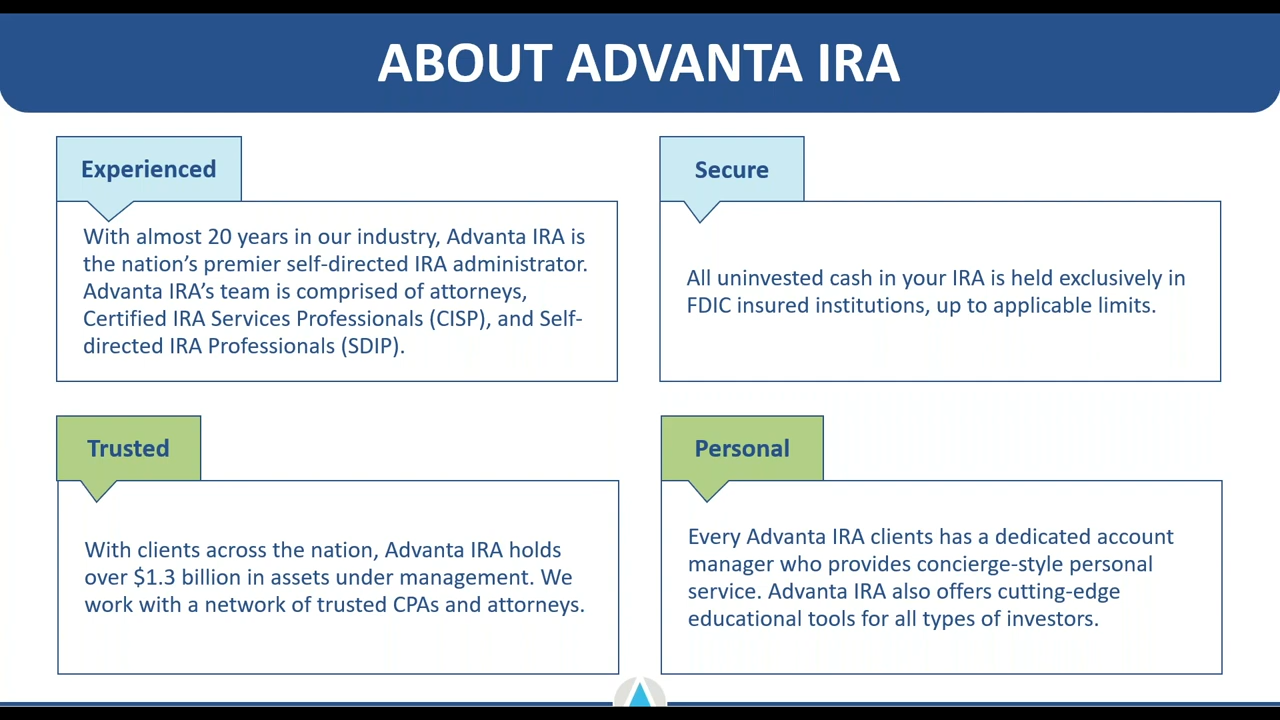 ABOUT ADVANTA IRA
Experienced
With almost 20 years in our industry, Advanta IRA is
the nation’s premier self-directed IRA administrator.
Advanta IRA’s team is comprised of attorneys,
Certified IRA Services Professionals (CISP), and Self-
directed IRA Professionals (SDIP).
Secure
All uninvested cash in your IRA is held exclusively in
FDIC insured institutions, up to applicable limits.
Trusted
With clients across the nation, Advanta IRA holds
over $1.3 billion in assets under management. We
work with a network of trusted CPAs and attorneys.
Personal
Every Advanta IRA clients has a dedicated account
manager who provides concierge-style personal
service. Advanta IRA also offers cutting-edge
educational tools for all types of investors.